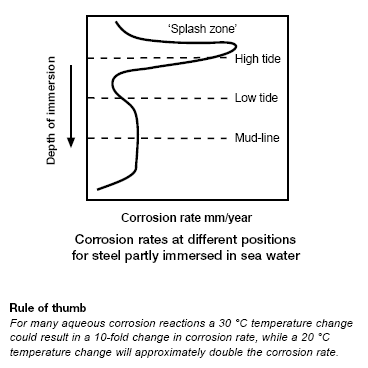 ‘Splash zone’
High tide
Low tide
Mud-line
Depth of immersion
Corrosion rate mm/year
Corrosion rates at different positions
for steel partly immersed in sea water
Rule of thumb
For many aqueous corrosion reactions a 30 °C temperature change
could result in a 10-fold change in corrosion rate, while a 20 °C
temperature change will approximately double the corrosion rate.